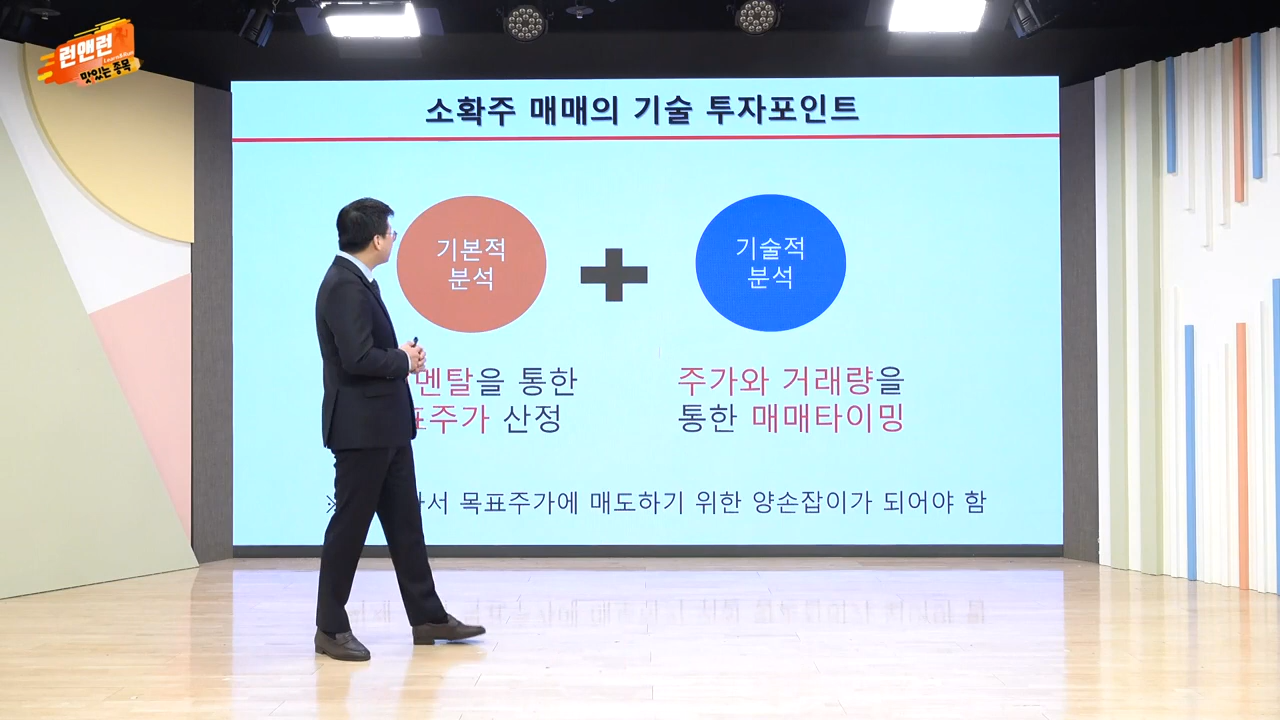 런앤런
Learn&Run
맛있는 종목
소확주 매매의 기술 투자포인트
기본적
분석
기술적
분석
멘탈을 통한
표주가 산정
주가와 거래량을
통한 매매타이밍
※ 서 목표주가에 매도하기 위한 양손잡이가 되어야 함